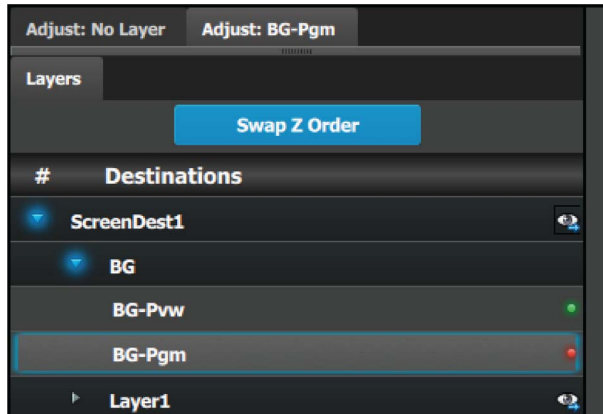 Adjust: No Layer Adjust: BG-Pgm
Layers
Swap Z Order
# Destinations
ScreenDest1
BG
BG-Pvw
BG-Pgm
Layer1